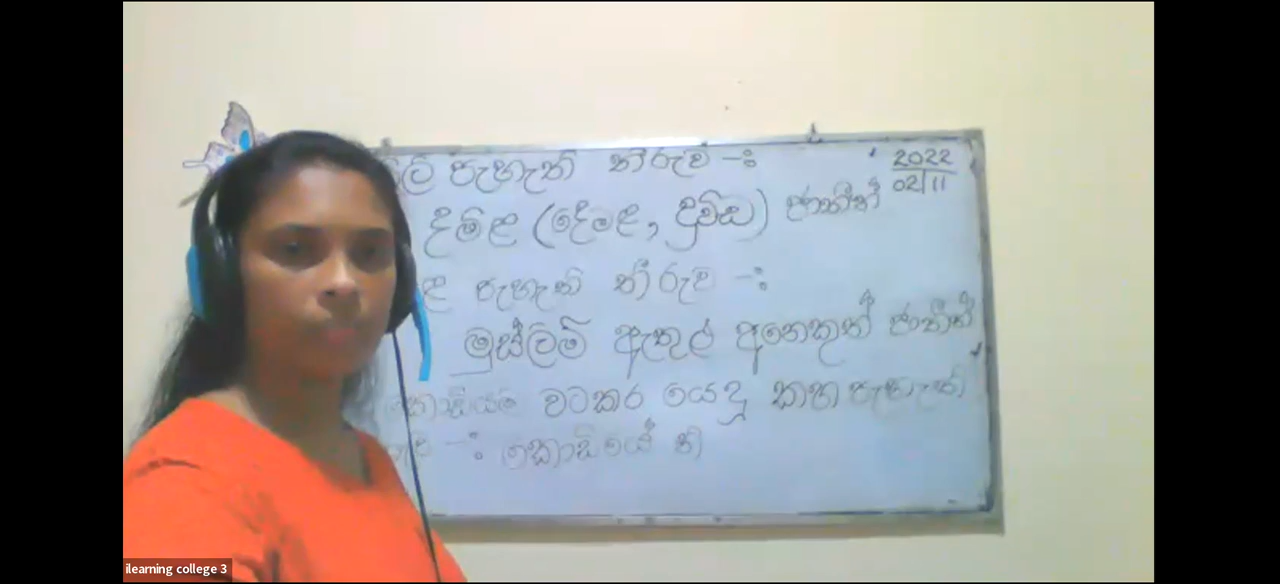 පැහැති තීරුව -:
2022
02/11
දමිළ (දෙමළ, ද්‍රවිඩ) ජාතීන්
පැහැති තීරුව -:
මුස්ලිම් ඇතුළු අනෙකුත් ජාතීන්
වටකර යෙදූ කහ පැහැති
-: කොඩියේ ති
ilearning college 3